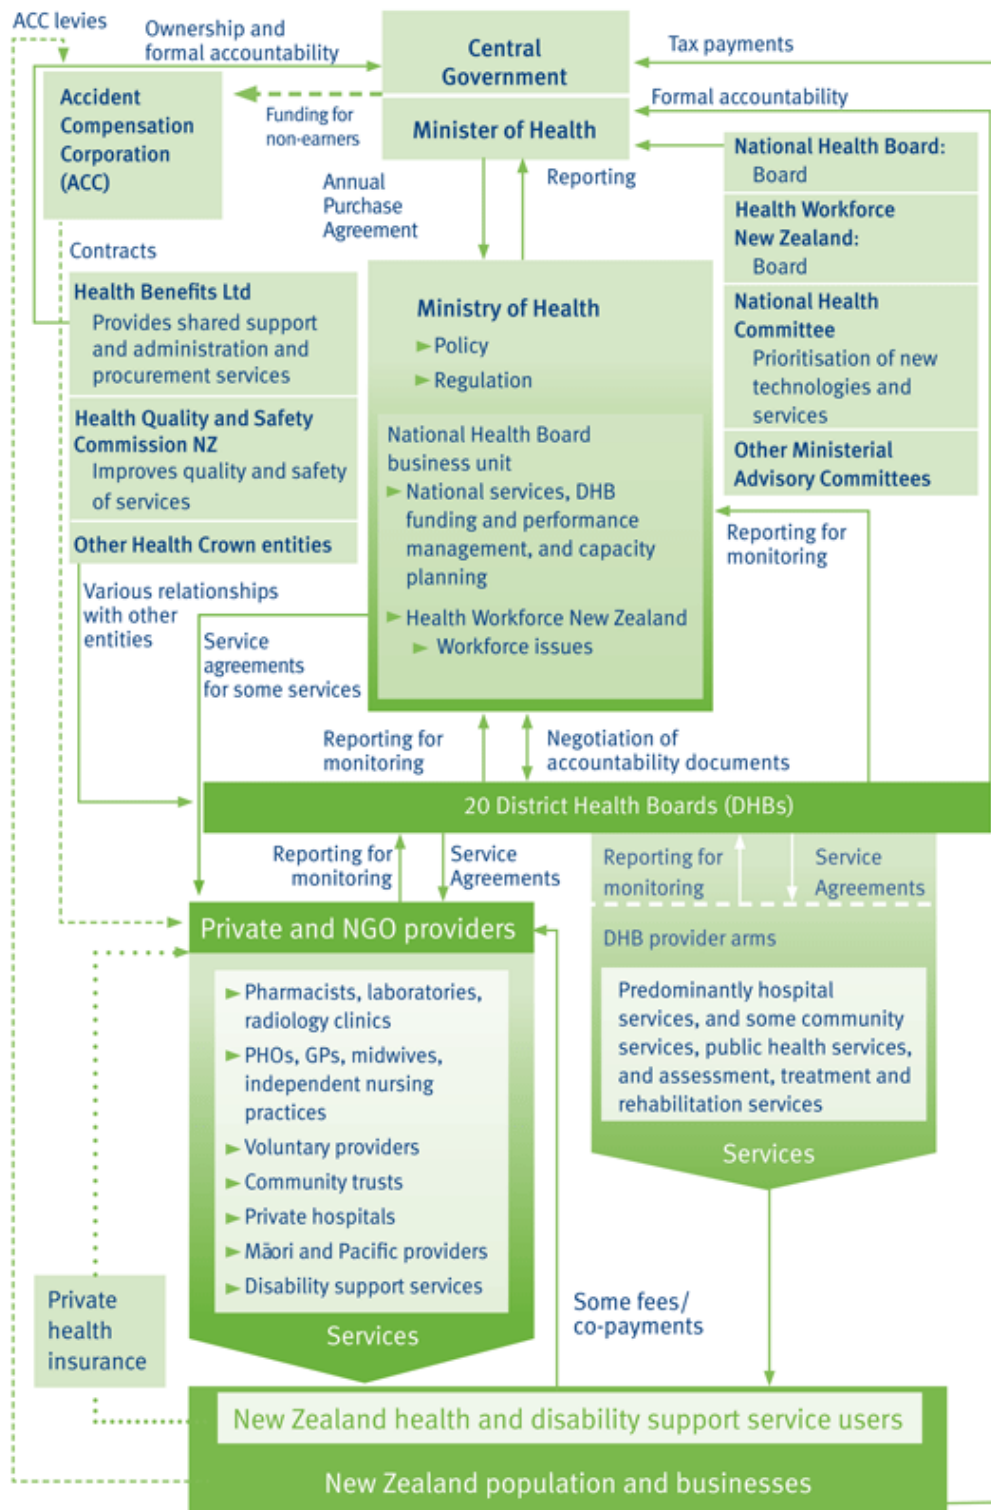 ACC levies
Ownership and
formal accountability
Central
Government
Tax payments
Accident
Compensation
Corporation
(ACC)
Funding for
non-earners
Minister of Health
Formal accountability
National Health Board:
Board
Health Workforce
New Zealand:
Board
National Health
Committee
Prioritisation of new
technologies and
services
Other Ministerial
Advisory Committees
Annual
Purchase
Agreement
Reporting
Contracts
Health Benefits Ltd
Provides shared support
and administration and
procurement services
Health Quality and Safety
Commission NZ
Improves quality and safety
of services
Other Health Crown entities
Ministry of Health
Policy
Regulation
National Health Board
business unit
National services, DHB
funding and performance
management, and capacity
planning
Health Workforce New Zealand
Workforce issues
Reporting for
monitoring
Various relationships
with other
entities
Service
agreements
for some services
Reporting for
monitoring
Negotiation of
accountability documents
20 District Health Boards (DHBs)
Reporting for
monitoring
Service
Agreements
Reporting for
monitoring
Service
Agreements
Private and NGO providers
Pharmacists, laboratories,
radiology clinics
PHOs, GPs, midwives,
independent nursing
practices
Voluntary providers
Community trusts
Private hospitals
Māori and Pacific providers
Disability support services
Services
DHB provider arms
Predominantly hospital
services, and some community
services, public health services,
and assessment, treatment and
rehabilitation services
Services
Private
health
insurance
Some fees/
co-payments
New Zealand health and disability support service users
New Zealand population and businesses